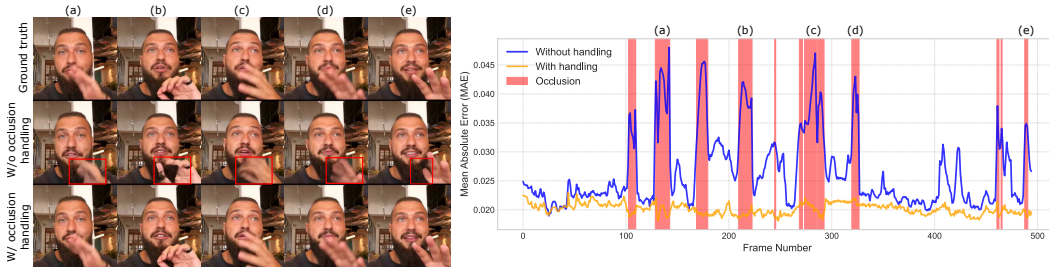 (a) (b) (c) (d) (e)
Ground truth
W/o occlusion
handling
W/ occlusion
handling
(a) (b) (c) (d) (e)
Mean Absolute Error (MAE)
0.045
0.040
0.035
0.030
0.025
0.020
Without handling
With handling
Occlusion
0 100 200 300 400 500
Frame Number